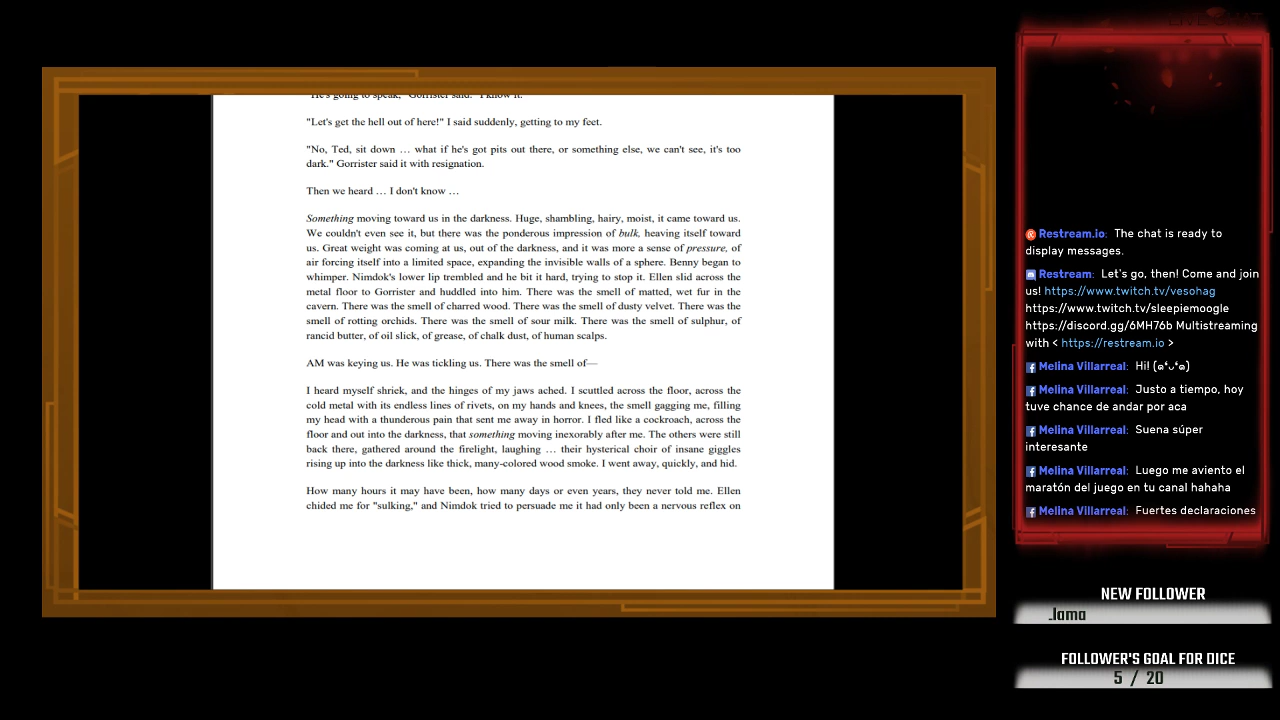 "He's going to speak," Gorrister said. "I know it."
"Let's get the hell out of here!" I said suddenly, getting to my feet.
"No, Ted, sit down … what if he's got pits out there, or something else, we can't see, it's too
dark." Gorrister said it with resignation.
Then we heard … I don't know …
Something moving toward us in the darkness. Huge, shambling, hairy, moist, it came toward us.
We couldn't even see it, but there was the ponderous impression of bulk, heaving itself toward
us. Great weight was coming at us, out of the darkness, and it was more a sense of pressure, of
air forcing itself into a limited space, expanding the invisible walls of a sphere. Benny began to
whimper. Nimdok's lower lip trembled and he bit it hard, trying to stop it. Ellen slid across the
metal floor to Gorrister and huddled into him. There was the smell of matted, wet fur in the
cavern. There was the smell of charred wood. There was the smell of dusty velvet. There was the
smell of rotting orchids. There was the smell of sour milk. There was the smell of sulphur, of
rancid butter, of oil slick, of grease, of chalk dust, of human scalps.
AM was keying us. He was tickling us. There was the smell of—
I heard myself shriek, and the hinges of my jaws ached. I scuttled across the floor, across the
cold metal with its endless lines of rivets, on my hands and knees, the smell gagging me, filling
my head with a thunderous pain that sent me away in horror. I fled like a cockroach, across the
floor and out into the darkness, that something moving inexorably after me. The others were still
back there, gathered around the firelight, laughing … their hysterical choir of insane giggles
rising up into the darkness like thick, many-colored wood smoke. I went away, quickly, and hid.
How many hours it may have been, how many days or even years, they never told me. Ellen
chided me for "sulking," and Nimdok tried to persuade me it had only been a nervous reflex on
Restream.io: The chat is ready to
display messages.
Restream: Let's go, then! Come and join
us! https://www.twitch.tv/vesohag
https://www.twitch.tv/sleepiemoogle
https://discord.gg/6MH76b Multistreaming
with < https://restream.io >
Melina Villarreal: Hi! (๑❛ᴗ❛๑)
Melina Villarreal: Justo a tiempo, hoy
tuve chance de andar por aca
Melina Villarreal: Suena súper
interesante
Melina Villarreal: Luego me aviento el
maratón del juego en tu canal hahaha
Melina Villarreal: Fuertes declaraciones
NEW FOLLOWER
FOLLOWER'S GOAL FOR DICE
5 / 20